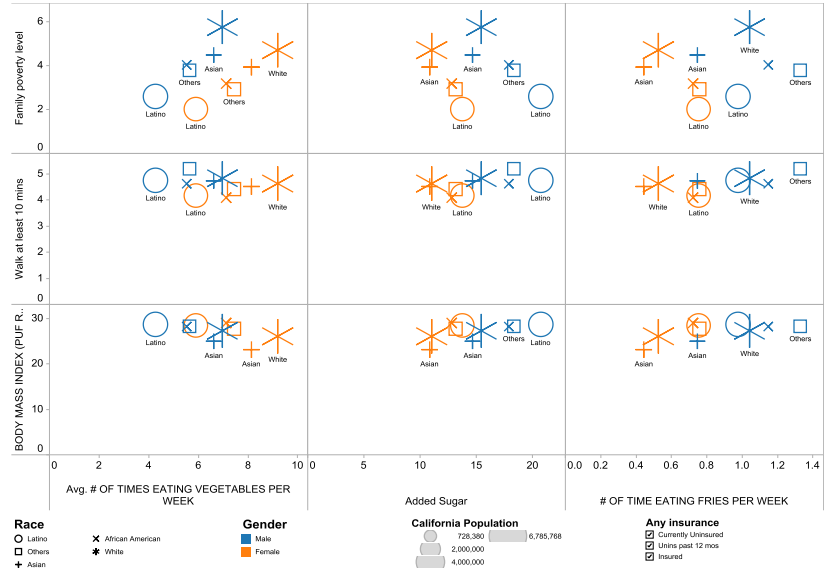 Family poverty level
6
4
2
0
Latino
Others
Asian
Latino
Others
White
Asian
Latino
Asian
Others
Latino
Asian
Latino
White
Others
Walk at least 10 mins
5
4
3
2
1
0
Latino
Latino
White
Latino
White
Latino
White
Others
BODY MASS INDEX (PUF R.
30
20
10
0
Latino
Asian
Asian
White
Asian
Asian
Others
Latino
Asian
Asian
White
Others
0 2 4 6 8 10
0 5 10 15 20
0.0 0.2 0.4 0.6 0.8 1.0 1.2 1.4
Avg. # OF TIMES EATING VEGETABLES PER
WEEK
Added Sugar
# OF TIME EATING FRIES PER WEEK
Race
Latino
Others
Asian
African American
White
Gender
Male
Female
California Population
728,380 6,785,768
2,000,000
4,000,000
Any insurance
Currently Uninsured
Unins past 12 mos
Insured